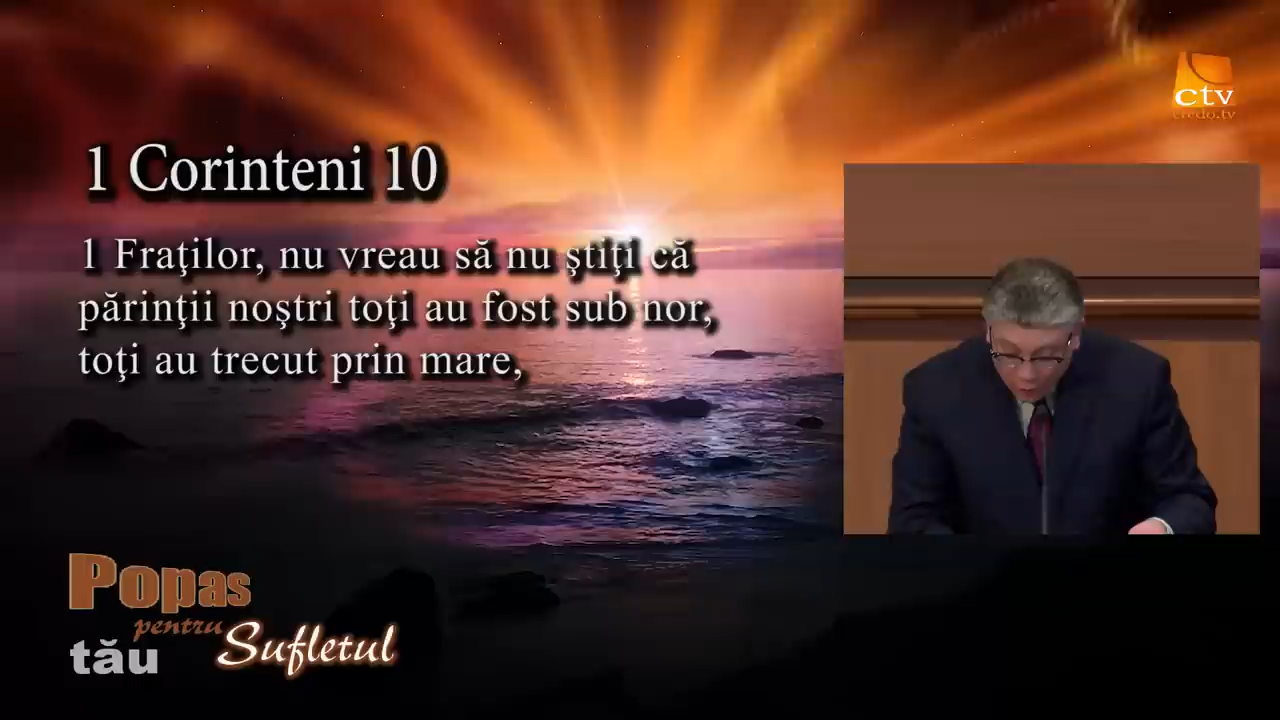 ctv
credo.tv
1 Corinteni 10
1 Fraţilor, nu vreau să nu ştiţi că
părinţii noştri toţi au fost sub nor,
toţi au trecut prin mare,
Popas
pentru
tău Sufletul